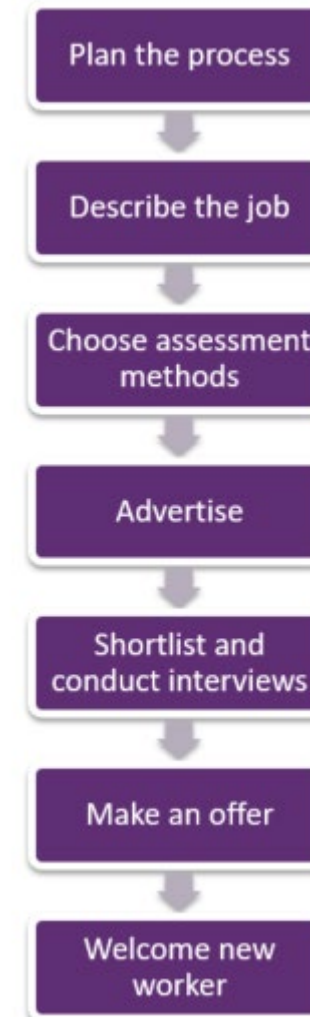 Plan the process
Describe the job
Choose assessment
methods
Advertise
Shortlist and
conduct interviews
Make an offer
Welcome new
worker